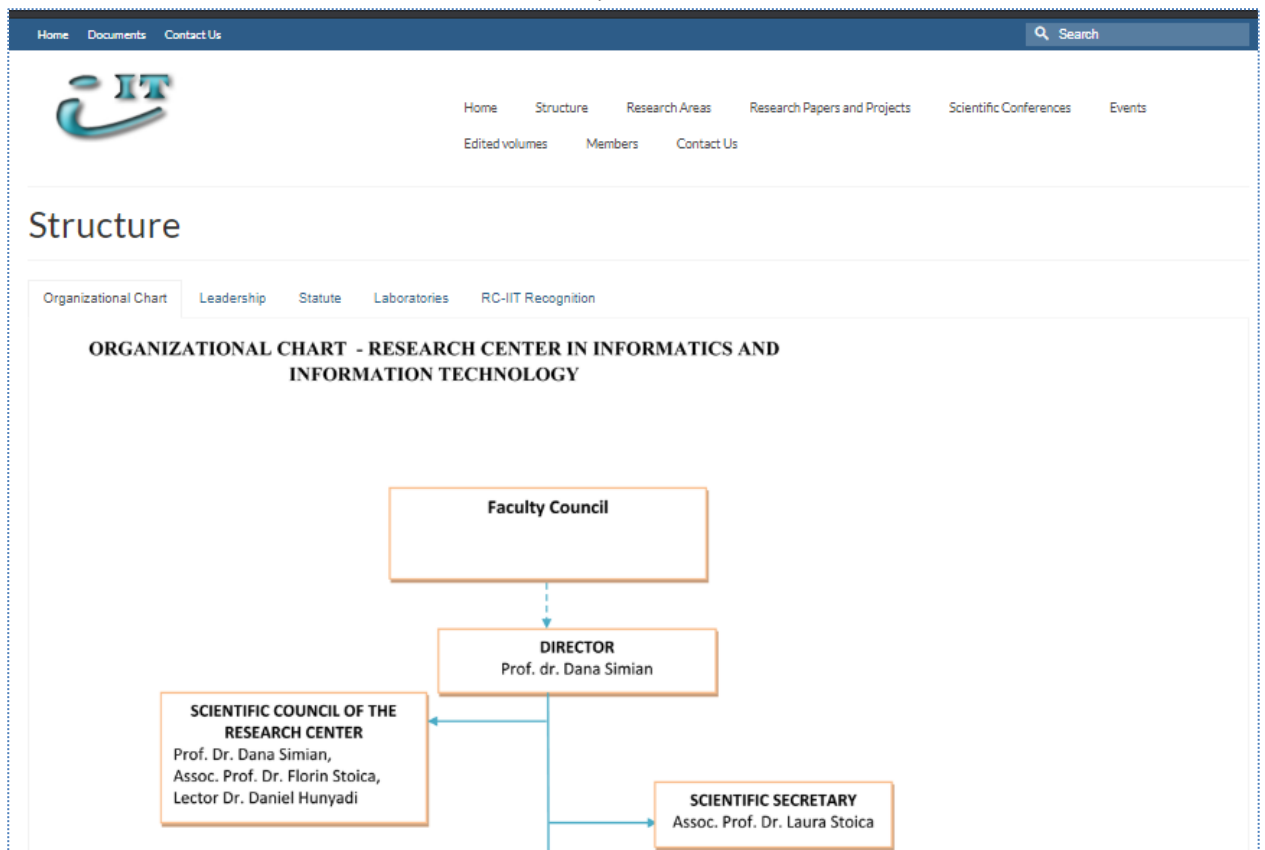 Home Documents Contact Us Search
iIT
Home Structure Research Areas Research Papers and Projects Scientific Conferences Events
Edited volumes Members Contact Us
Structure
Organizational Chart Leadership Statute Laboratories RC-IIT Recognition
ORGANIZATIONAL CHART - RESEARCH CENTER IN INFORMATICS AND
INFORMATION TECHNOLOGY
Faculty Council
DIRECTOR
Prof. dr. Dana Simian
SCIENTIFIC COUNCIL OF THE
RESEARCH CENTER
Prof. Dr. Dana Simian,
Assoc. Prof. Dr. Florin Stoica,
Lector Dr. Daniel Hunyadi
SCIENTIFIC SECRETARY
Assoc. Prof. Dr. Laura Stoica